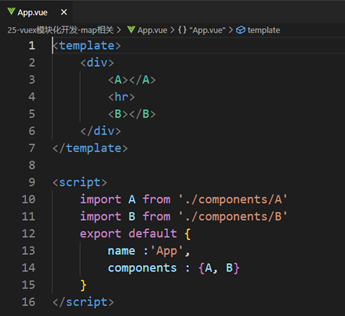 App.vue ×
25-vuex模块化开发-map相关 > App.vue > {} "App.vue" > template
1 <template>
2 <div>
3 <A></A>
4 <hr>
5 <B></B>
6 </div>
7 </template>
8
9 <script>
10 import A from './components/A'
11 import B from './components/B'
12 export default {
13 name :'App',
14 components : {A, B}
15 }
16 </script>